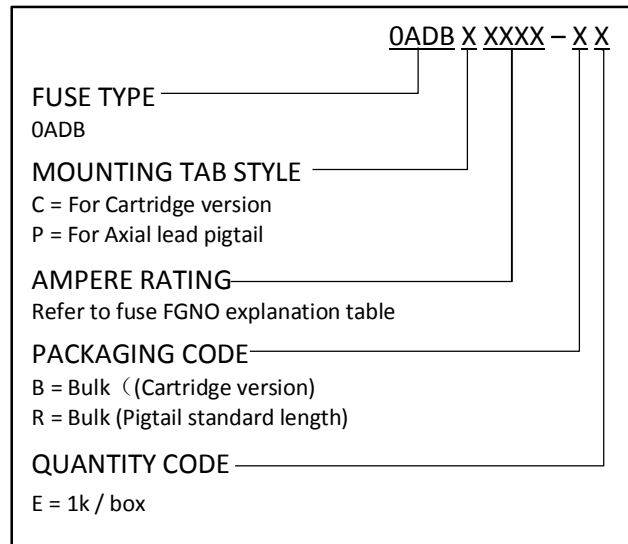 0ADB X XXXX – X X
FUSE TYPE
0ADB
MOUNTING TAB STYLE
C = For Cartridge version
P = For Axial lead pigtail
AMPERE RATING
Refer to fuse FGNO explanation table
PACKAGING CODE
B = Bulk（(Cartridge version)
R = Bulk (Pigtail standard length)
QUANTITY CODE
E = 1k / box